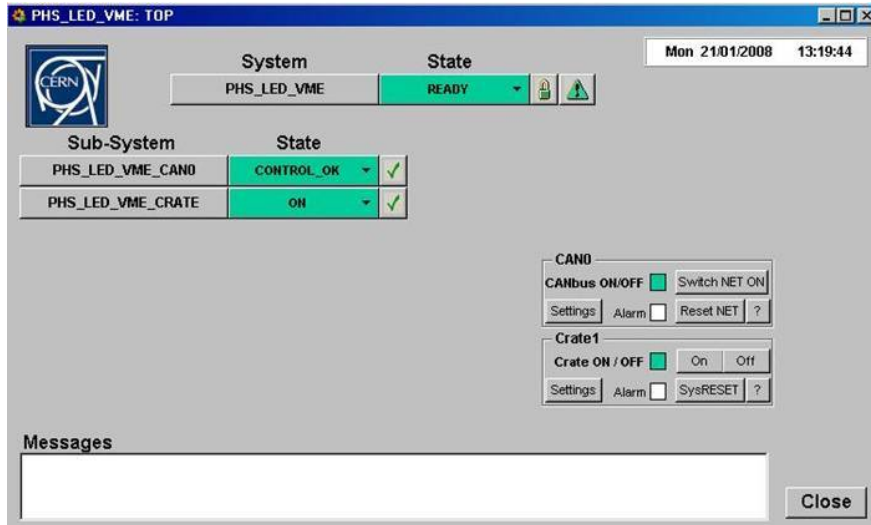 PHS_LED_VME: TOP
Mon 21/01/2008 13:19:44
CERN
System State
PHS_LED_VME READY
Sub-System State
PHS_LED_VME_CAN0 CONTROL_OK
PHS_LED_VME_CRATE ON
CAN0
CANbus ON/OFF Switch NET ON
Settings Alarm Reset NET ?
Crate1
Crate ON / OFF On Off
Settings Alarm SysRESET ?
Messages
Close